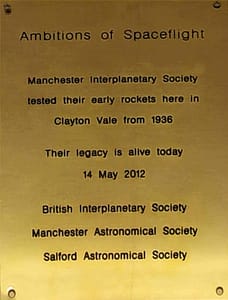 Ambitions of Spaceflight
Manchester Interplanetary Society
tested their early rockets here in
Clayton Vale from 1936
Their legacy is alive today
14 May 2012
British Interplanetary Society
Manchester Astronomical Society
Salford Astronomical Society